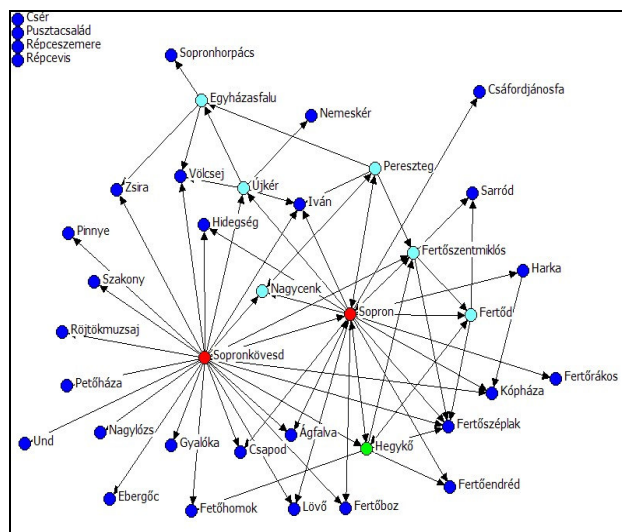 Csér
Pusztacsalád
Répceszemere
Répcevis
Sopronhorpács
Egyházasfalu
Csáfordjánosfa
Nemeskér
Pereszteg
Völcsej
Újkér
Zsira
Iván
Sarród
Hidegség
Pinnye
Fertőszentmiklós
Harka
Szakony
Nagycenk
Sopron
Fertőd
Röjtökmuzsaj
Sopronkövesd
Petőháza
Fertőrákos
Kópháza
Und
Nagylózs
Gyalóka
Csapod
Ágfalva
Hegykő
Fertőszéplak
Ebergőc
Fetőhomok
Lövő
Fertőboz
Fertőendréd